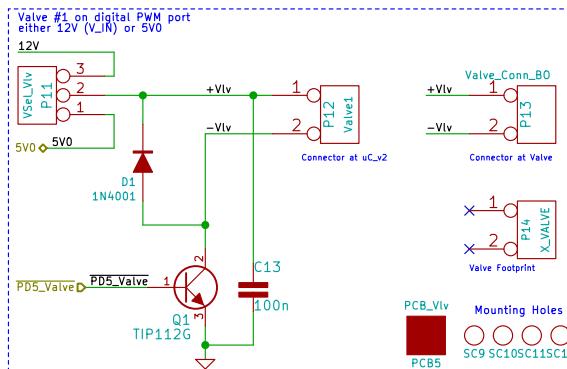 Valve #1 on digital PWM port
either 12V (V_IN) or 5V0
12V
VSel_Vlv
P11
3
2
1
5V0
5V0
+Vlv
-Vlv
1
2
P12
Valve1
Connector at uC_v2
Valve_Conn_BO
+Vlv
-Vlv
1
2
P13
Connector at Valve
D1
1N4001
1
2
P14
X_VALVE
Valve Footprint
PD5_Valve
PD5_Valve
1
2
3
Q1
TIP112G
C13
100n
PCB_Vlv
PCB5
Mounting Holes
SC9 SC10 SC11 SC1